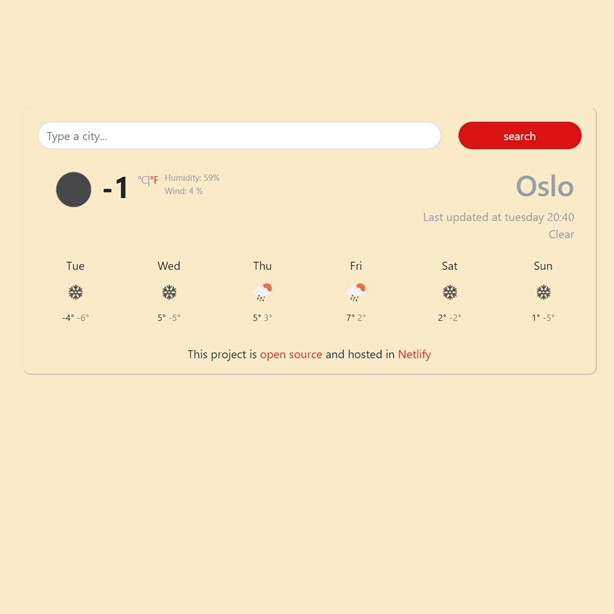 Type a city...
search
-1 °C|°F
Humidity: 59%
Wind: 4 %
Oslo
Last updated at tuesday 20:40
Clear
Tue Wed Thu Fri Sat Sun
-4° -6° 5° -5° 5° 3° 7° 2° 2° -2° 1° -5°
This project is open source and hosted in Netlify